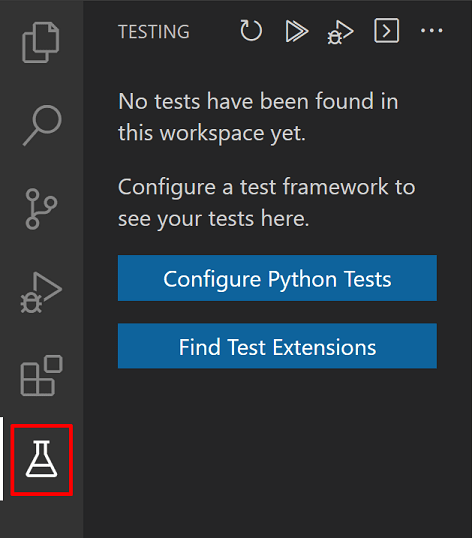 TESTING
No tests have been found in
this workspace yet.
Configure a test framework to
see your tests here.
Configure Python Tests
Find Test Extensions